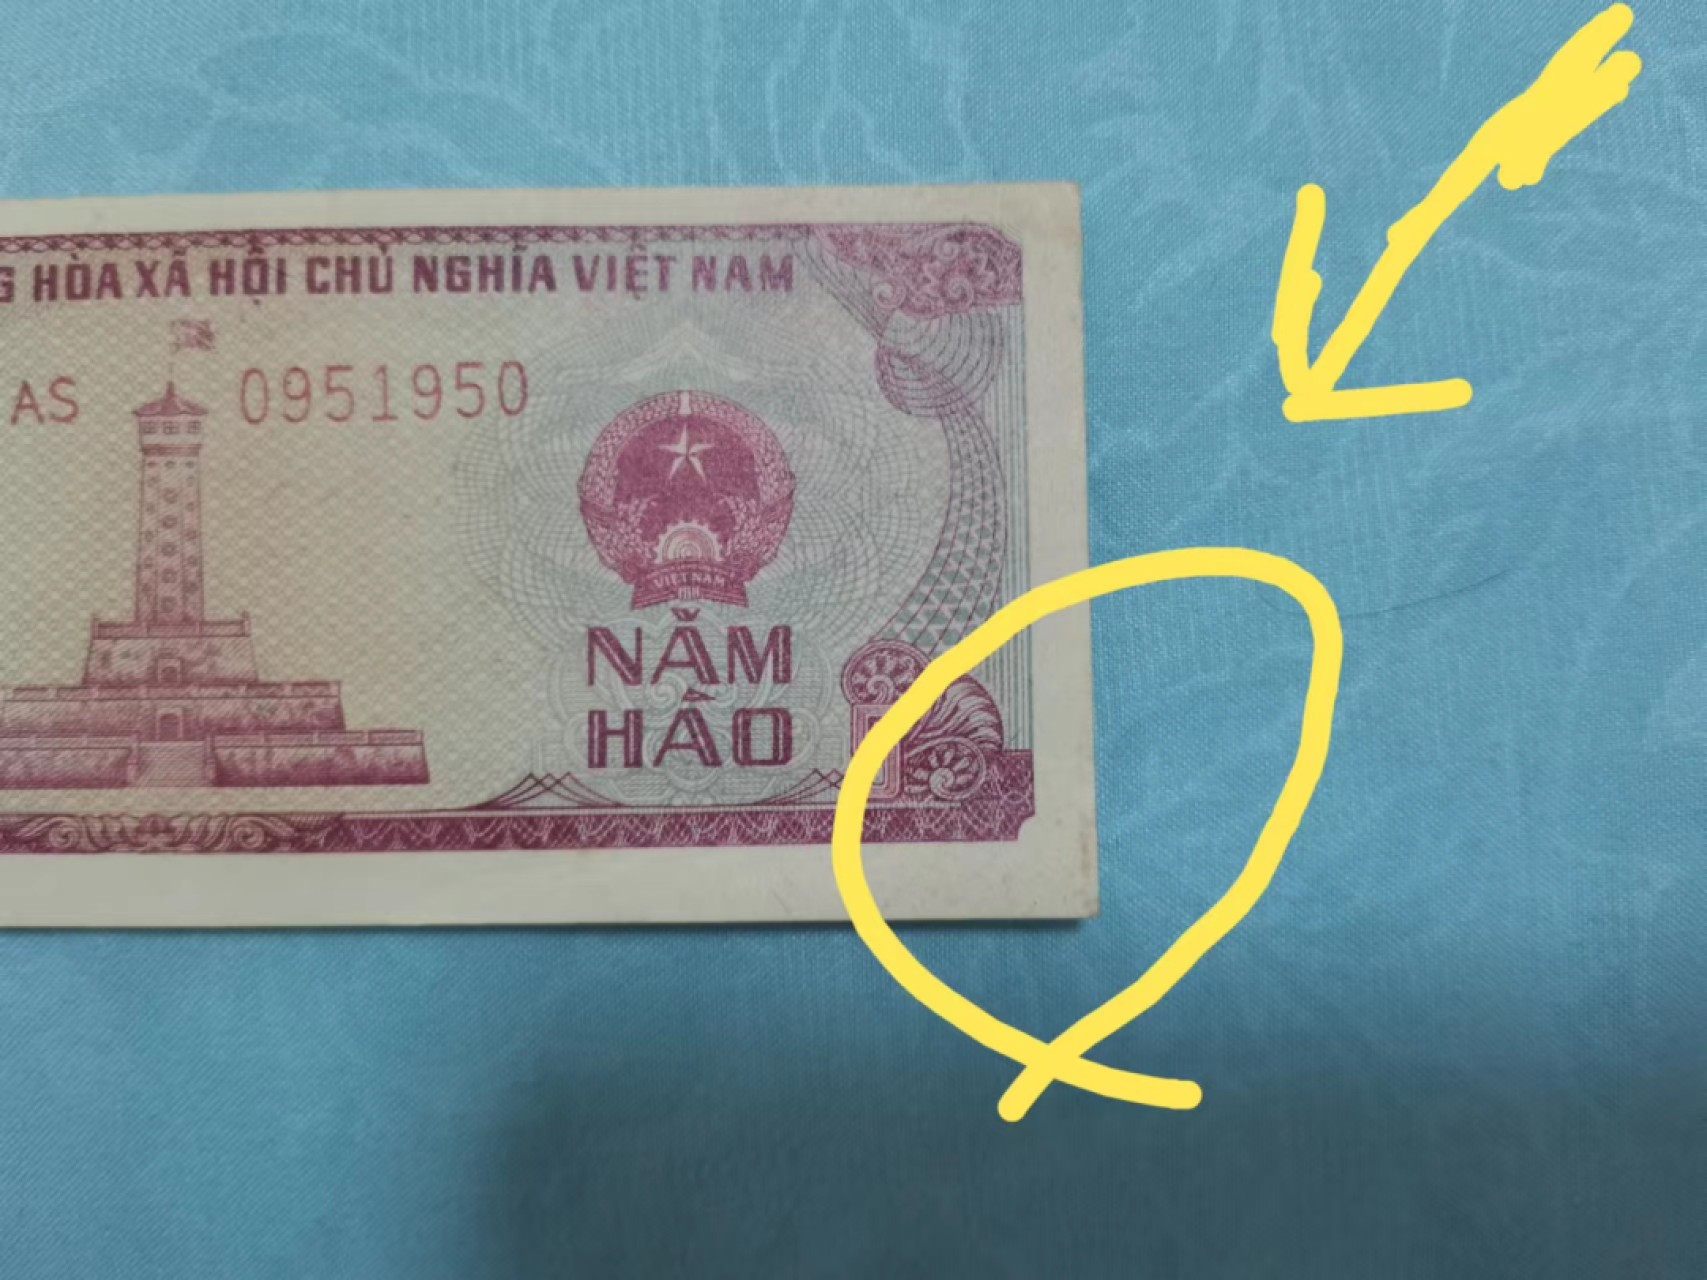 G HÒA XÃ HỘI CHỦ NGHĨA VIỆT NAM
AS 0951950
VIỆT NAM
NĂM
HÀO